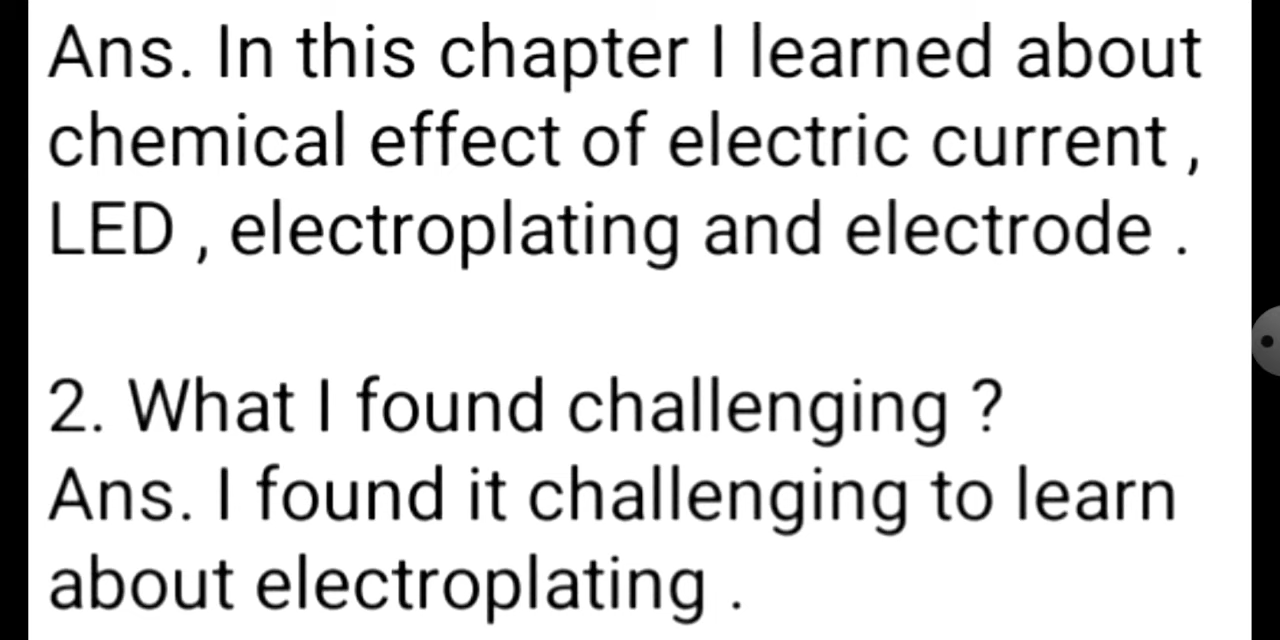 Ans. In this chapter I learned about
chemical effect of electric current ,
LED , electroplating and electrode .
2. What I found challenging ?
Ans. I found it challenging to learn
about electroplating .